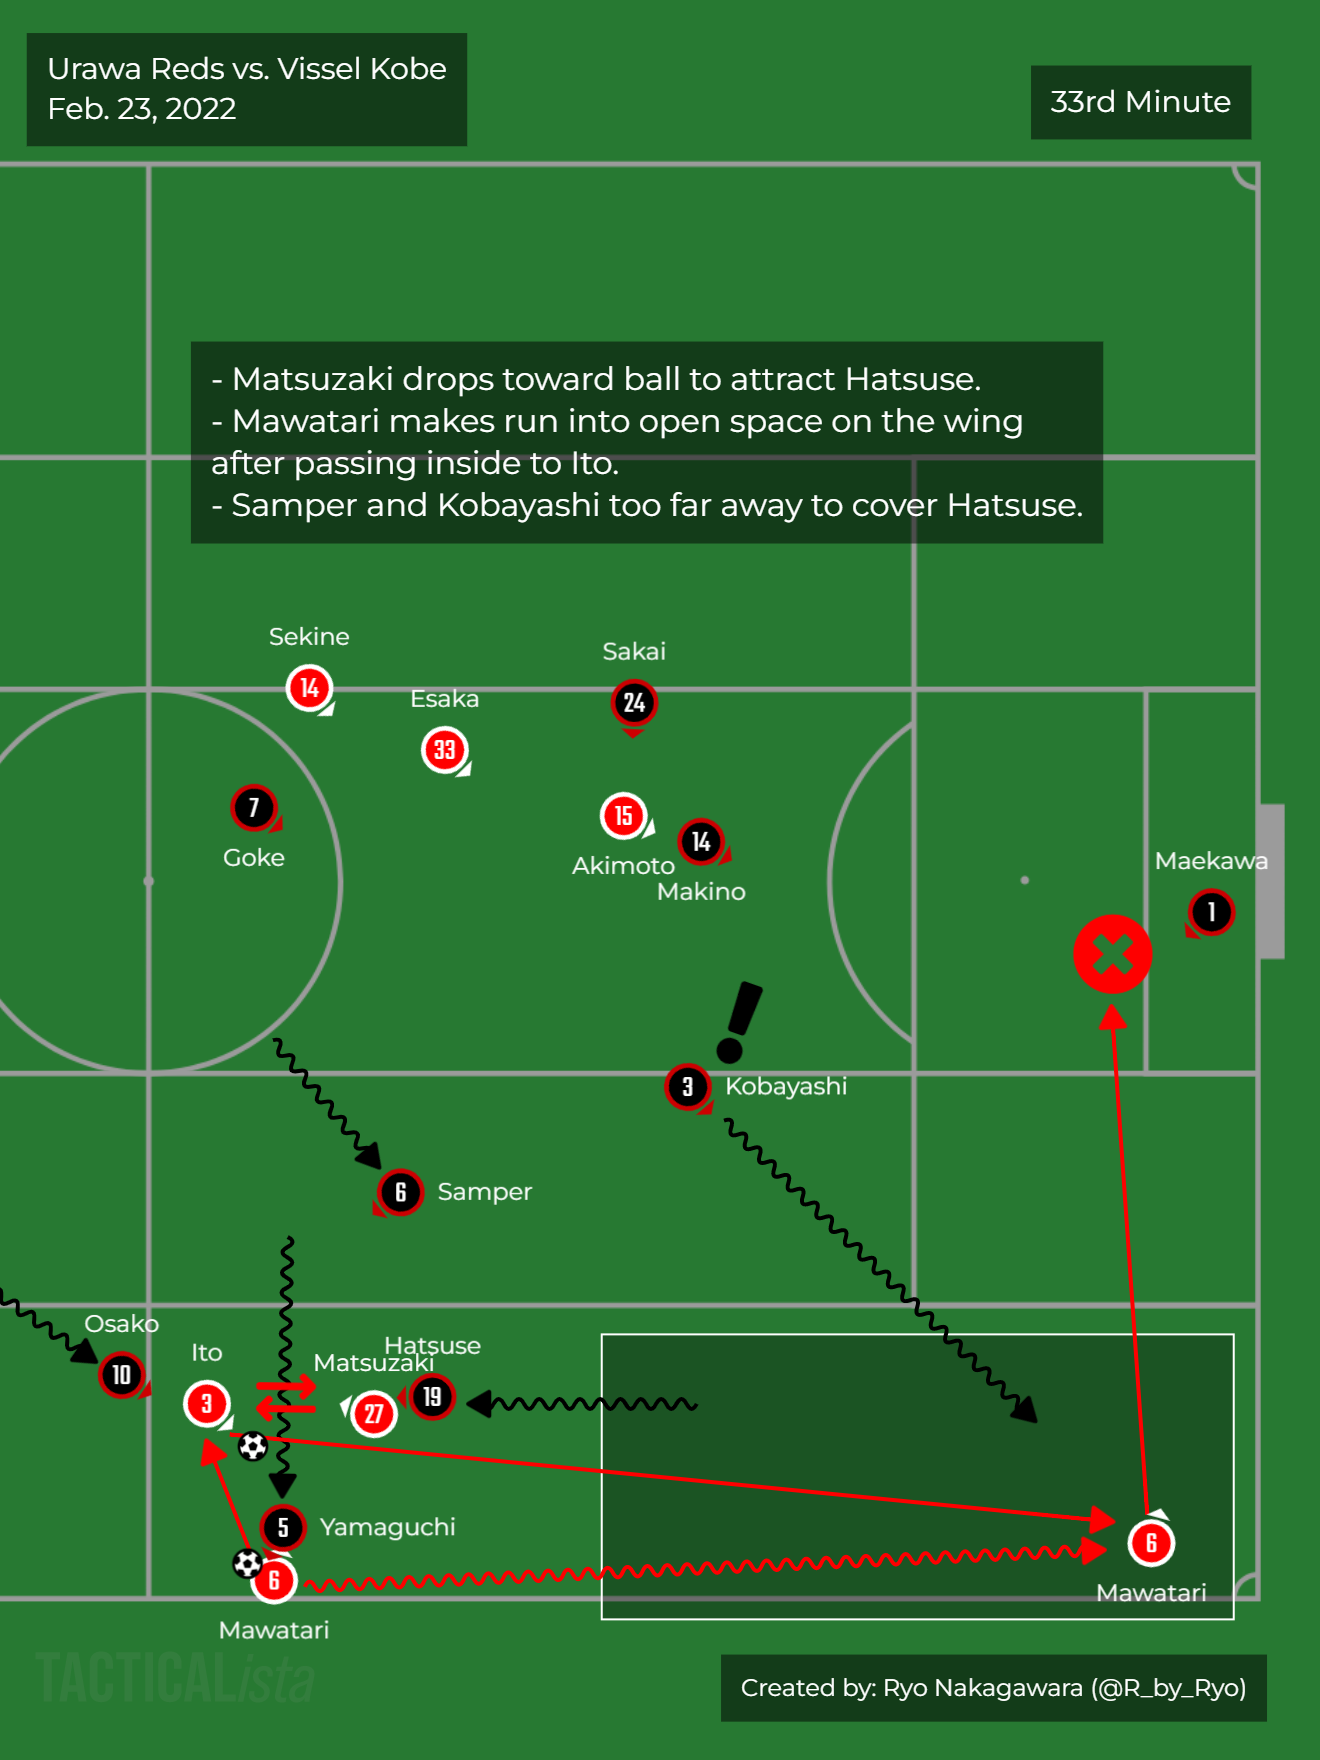 Urawa Reds vs. Vissel Kobe
Feb. 23, 2022
33rd Minute
- Matsuzaki drops toward ball to attract Hatsuse.
- Mawatari makes run into open space on the wing
after passing inside to Ito.
- Samper and Kobayashi too far away to cover Hatsuse.
Sekine
14
Esaka
33
Sakai
24
7
Goke
15
Akimoto
14
Makino
Maekawa
1
3
Kobayashi
6
Samper
Osako
10
Ito
3
Hatsuse
19
Matsuzaki
27
5
Yamaguchi
6
Mawatari
6
Mawatari
TACTICALista
Created by: Ryo Nakagawara (@R_by_Ryo)